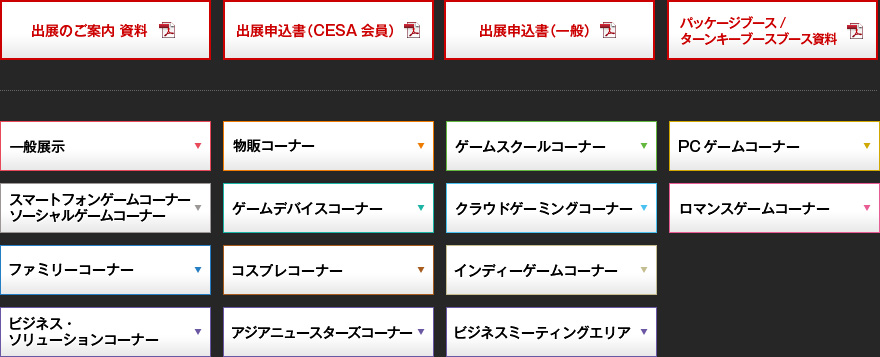 出展のご案内 資料
出展申込書（CESA 会員）
出展申込書（一般）
パッケージブース /
ターンキーブースブース資料
一般展示
物販コーナー
ゲームスクールコーナー
PC ゲームコーナー
スマートフォンゲームコーナー
ソーシャルゲームコーナー
ゲームデバイスコーナー
クラウドゲーミングコーナー
ロマンスゲームコーナー
ファミリーコーナー
コスプレコーナー
インディーゲームコーナー
ビジネス・
ソリューションコーナー
アジアニュースターズコーナー
ビジネスミーティングエリア